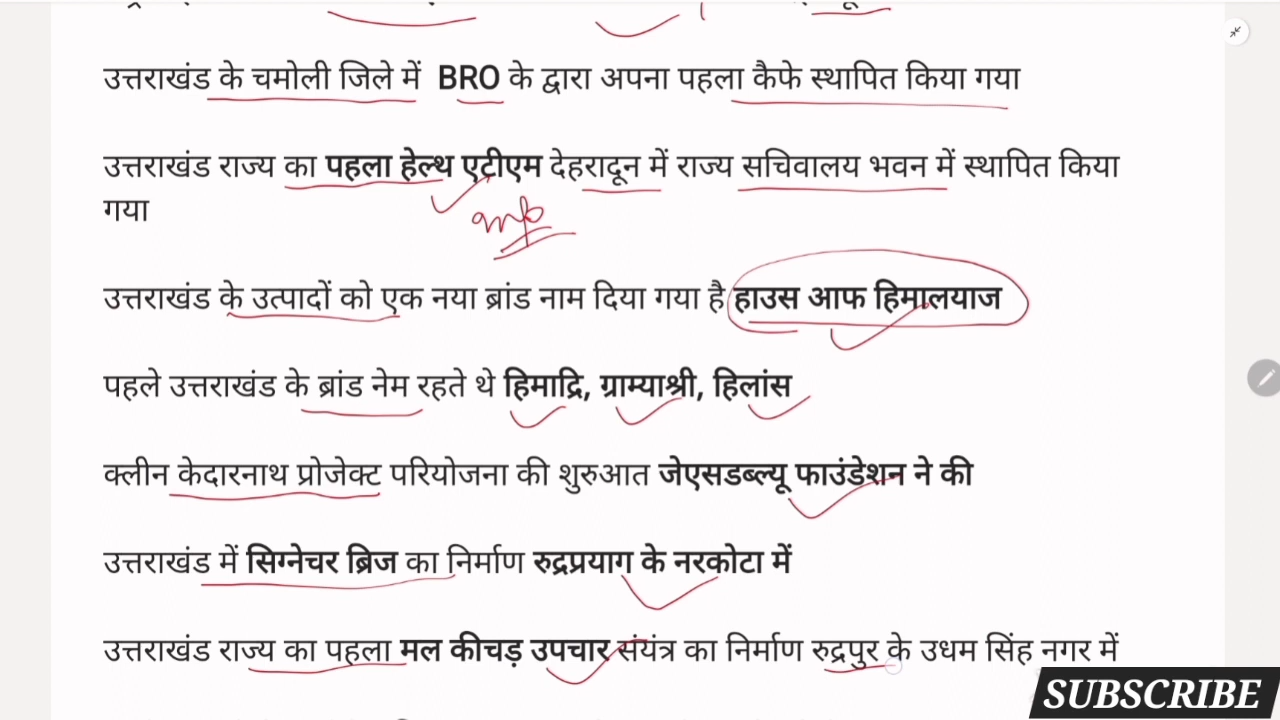 उत्तराखंड के चमोली जिले में BRO के द्वारा अपना पहला कैफे स्थापित किया गया
उत्तराखंड राज्य का पहला हेल्थ एटीएम देहरादून में राज्य सचिवालय भवन में स्थापित किया
गया
उत्तराखंड के उत्पादों को एक नया ब्रांड नाम दिया गया है हाउस आफ हिमालयाज
पहले उत्तराखंड के ब्रांड नेम रहते थे हिमाद्रि, ग्राम्याश्री, हिलांस
क्लीन केदारनाथ प्रोजेक्ट परियोजना की शुरुआत जेएसडब्ल्यू फाउंडेशन ने की
उत्तराखंड में सिग्नेचर ब्रिज का निर्माण रुद्रप्रयाग के नरकोटा में
उत्तराखंड राज्य का पहला मल कीचड़ उपचार संयंत्र का निर्माण रुद्रपुर के उधम सिंह नगर में
SUBSCRIBE